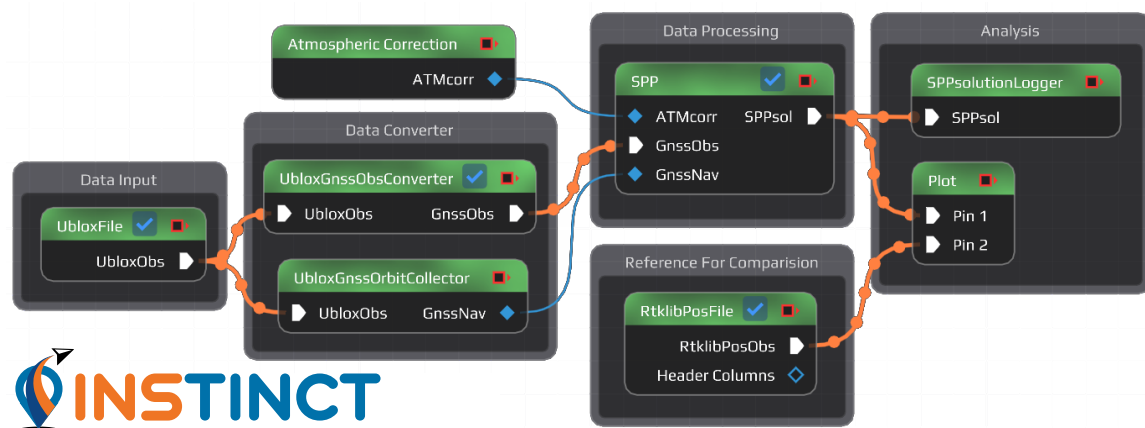 Atmospheric Correction
ATMcorr
Data Converter
UbloxGnssObsConverter
UbloxObs GnssObs
UbloxGnssOrbitCollector
UbloxObs GnssNav
Data Input
UbloxFile
UbloxObs
Data Processing
SPP
ATMcorr SPPsol
GnssObs
GnssNav
Reference For Comparision
RtklibPosFile
RtklibPosObs
Header Columns
Analysis
SPPsolutionLogger
SPPsol
Plot
Pin 1
Pin 2
INSTINCT